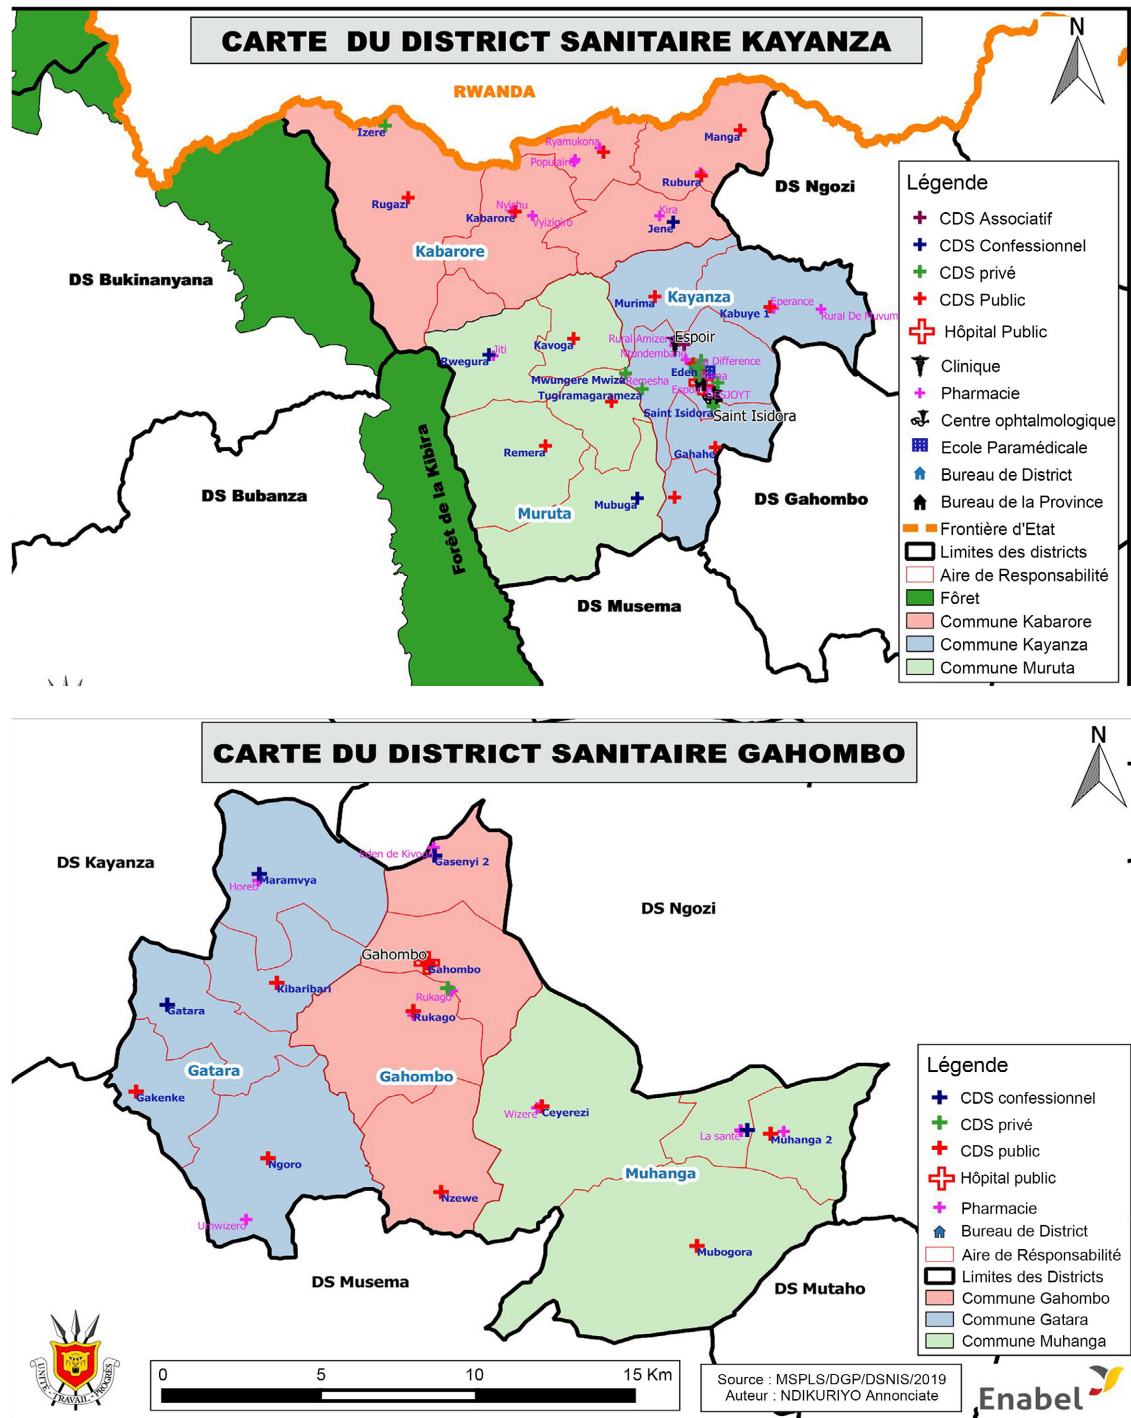 CARTE DU DISTRICT SANITAIRE KAYANZA
N
RWANDA
Izere
Manga
Ryamukona
Populaire
Rubura
DS Ngozi
Rugazi
Nyishu
Kabarore
Vyizigiro
Kira
Jene
Kabarore
DS Bukinanyana
Murima
Kayanza
Eperance
Kabuye 1
Rural De Nuvum
Rwegura
Jiti
Kavoga
Rural Amizero
Espoir
Ntundembang
Difference
Eden
Mwungere Mwiza
Remesha
Tugiramagarameza
Saint Isidora
Saint Isidora
Remera
Gahahe
Forêt de la Kibira
DS Bubanza
Mubuga
Muruta
DS Gahombo
DS Musema
Légende
CDS Associatif
CDS Confessionnel
CDS privé
CDS Public
Hôpital Public
Clinique
Pharmacie
Centre ophtalmologique
Ecole Paramédicale
Bureau de District
Bureau de la Province
Frontière d'Etat
Limites des districts
Aire de Responsabilité
Fôret
Commune Kabarore
Commune Kayanza
Commune Muruta
CARTE DU DISTRICT SANITAIRE GAHOMBO
N
DS Kayanza
Eden de Kivoga
Gasenyi 2
Maramvya
Horeb
DS Ngozi
Gahombo
Gahombo
Kibaribari
Rukago
Rukago
Gatara
Gatara
Gahombo
Gakenke
Wizere
Ceyerezi
La santé
Muhanga 2
Ngoro
Muhanga
Nzewe
Umwizero
Mubogora
DS Musema
DS Mutaho
Légende
CDS confessionnel
CDS privé
CDS public
Hôpital public
Pharmacie
Bureau de District
Aire de Résponsabilité
Limites des Districts
Commune Gahombo
Commune Gatara
Commune Muhanga
UNITE - TRAVAIL - PROGRES
0 5 10 15 Km
Source : MSPLS/DGP/DSNIS/2019
Auteur : NDIKURIYO Annonciate
Enabel